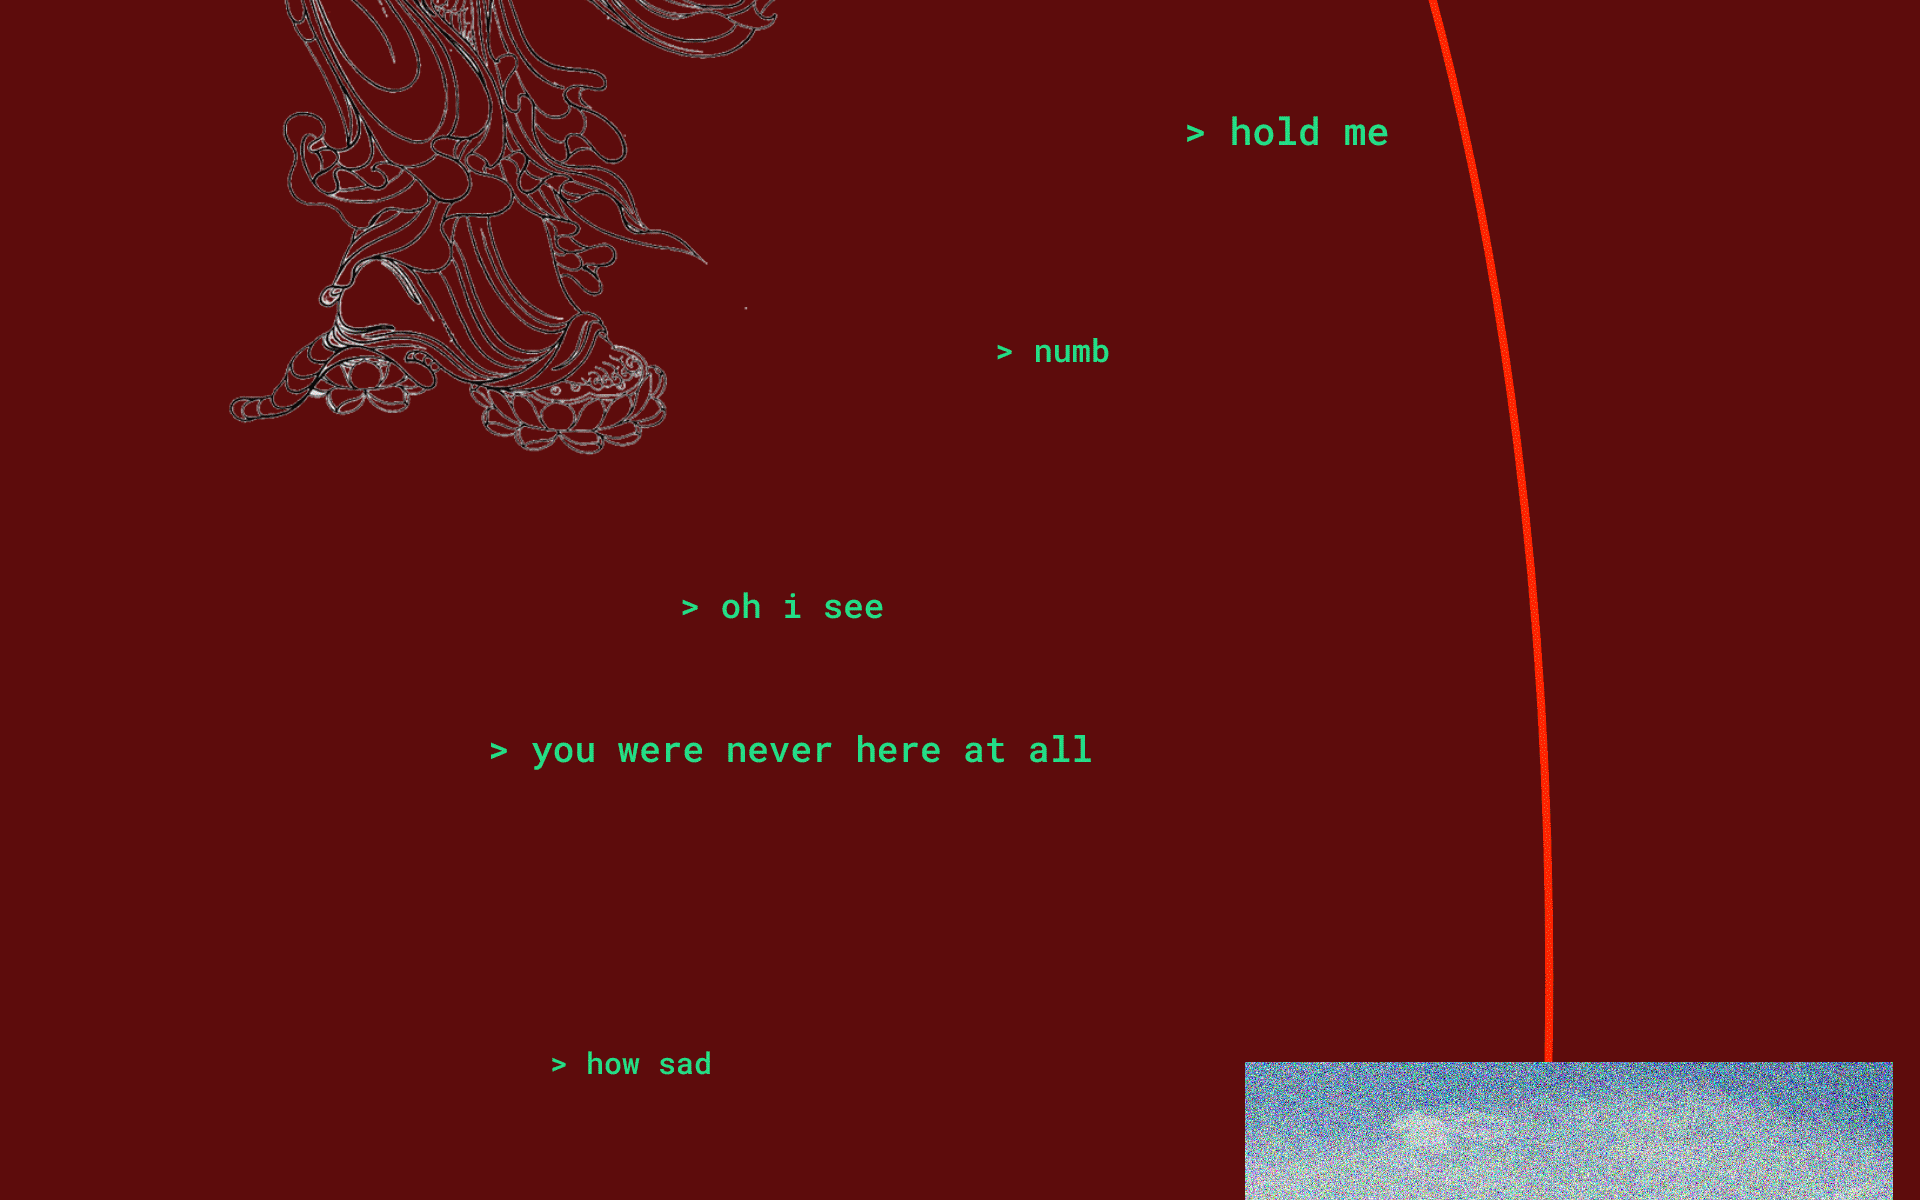 > hold me
> numb
> oh i see
> you were never here at all
> how sad